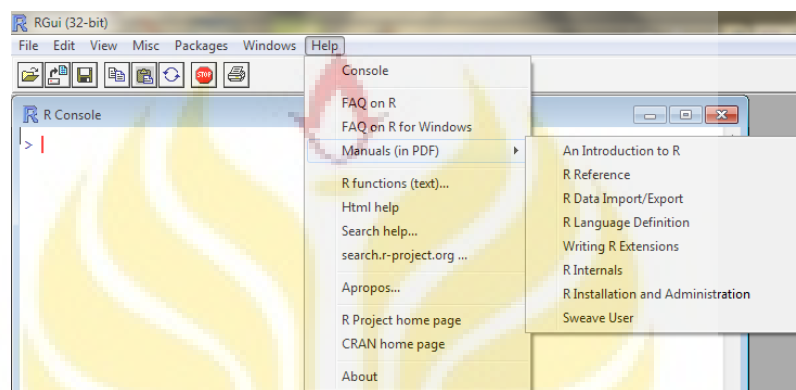 RGui (32-bit)
File Edit View Misc Packages Windows Help
STOP
R Console
>
Console
FAQ on R
FAQ on R for Windows
Manuals (in PDF)
R functions (text)...
Html help
Search help...
search.r-project.org ...
Apropos...
R Project home page
CRAN home page
About
An Introduction to R
R Reference
R Data Import/Export
R Language Definition
Writing R Extensions
R Internals
R Installation and Administration
Sweave User